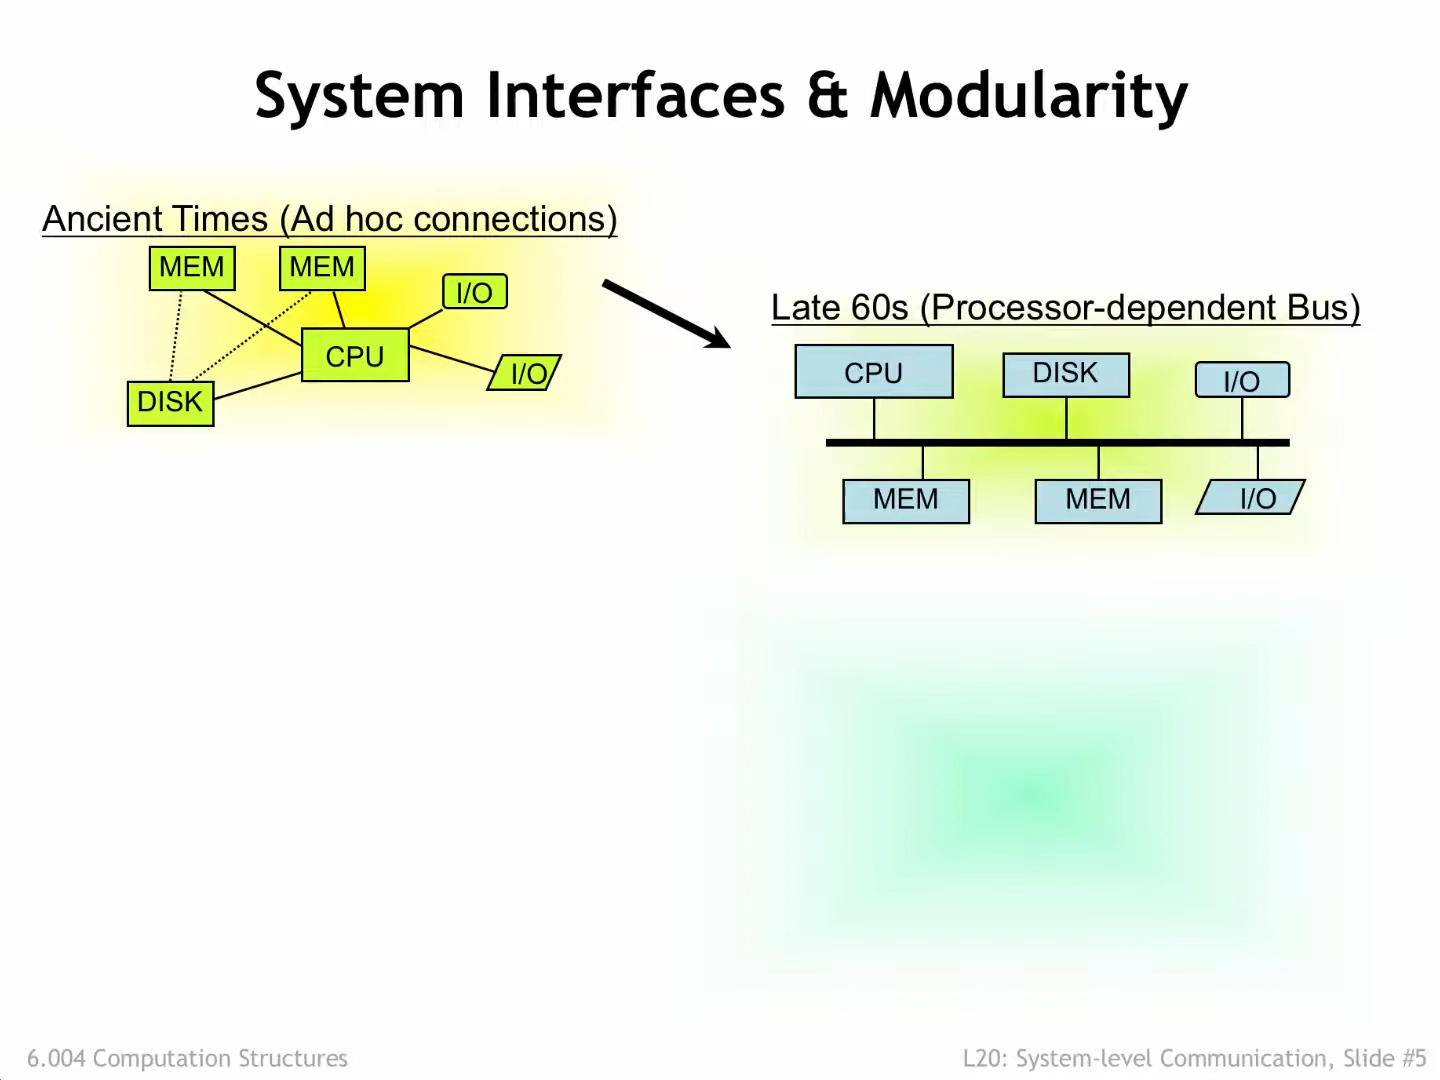 System Interfaces & Modularity
Ancient Times (Ad hoc connections)
MEM
MEM
I/O
CPU
I/O
DISK
Late 60s (Processor-dependent Bus)
CPU
DISK
I/O
MEM
MEM
I/O
6.004 Computation Structures
L20: System-level Communication, Slide #5